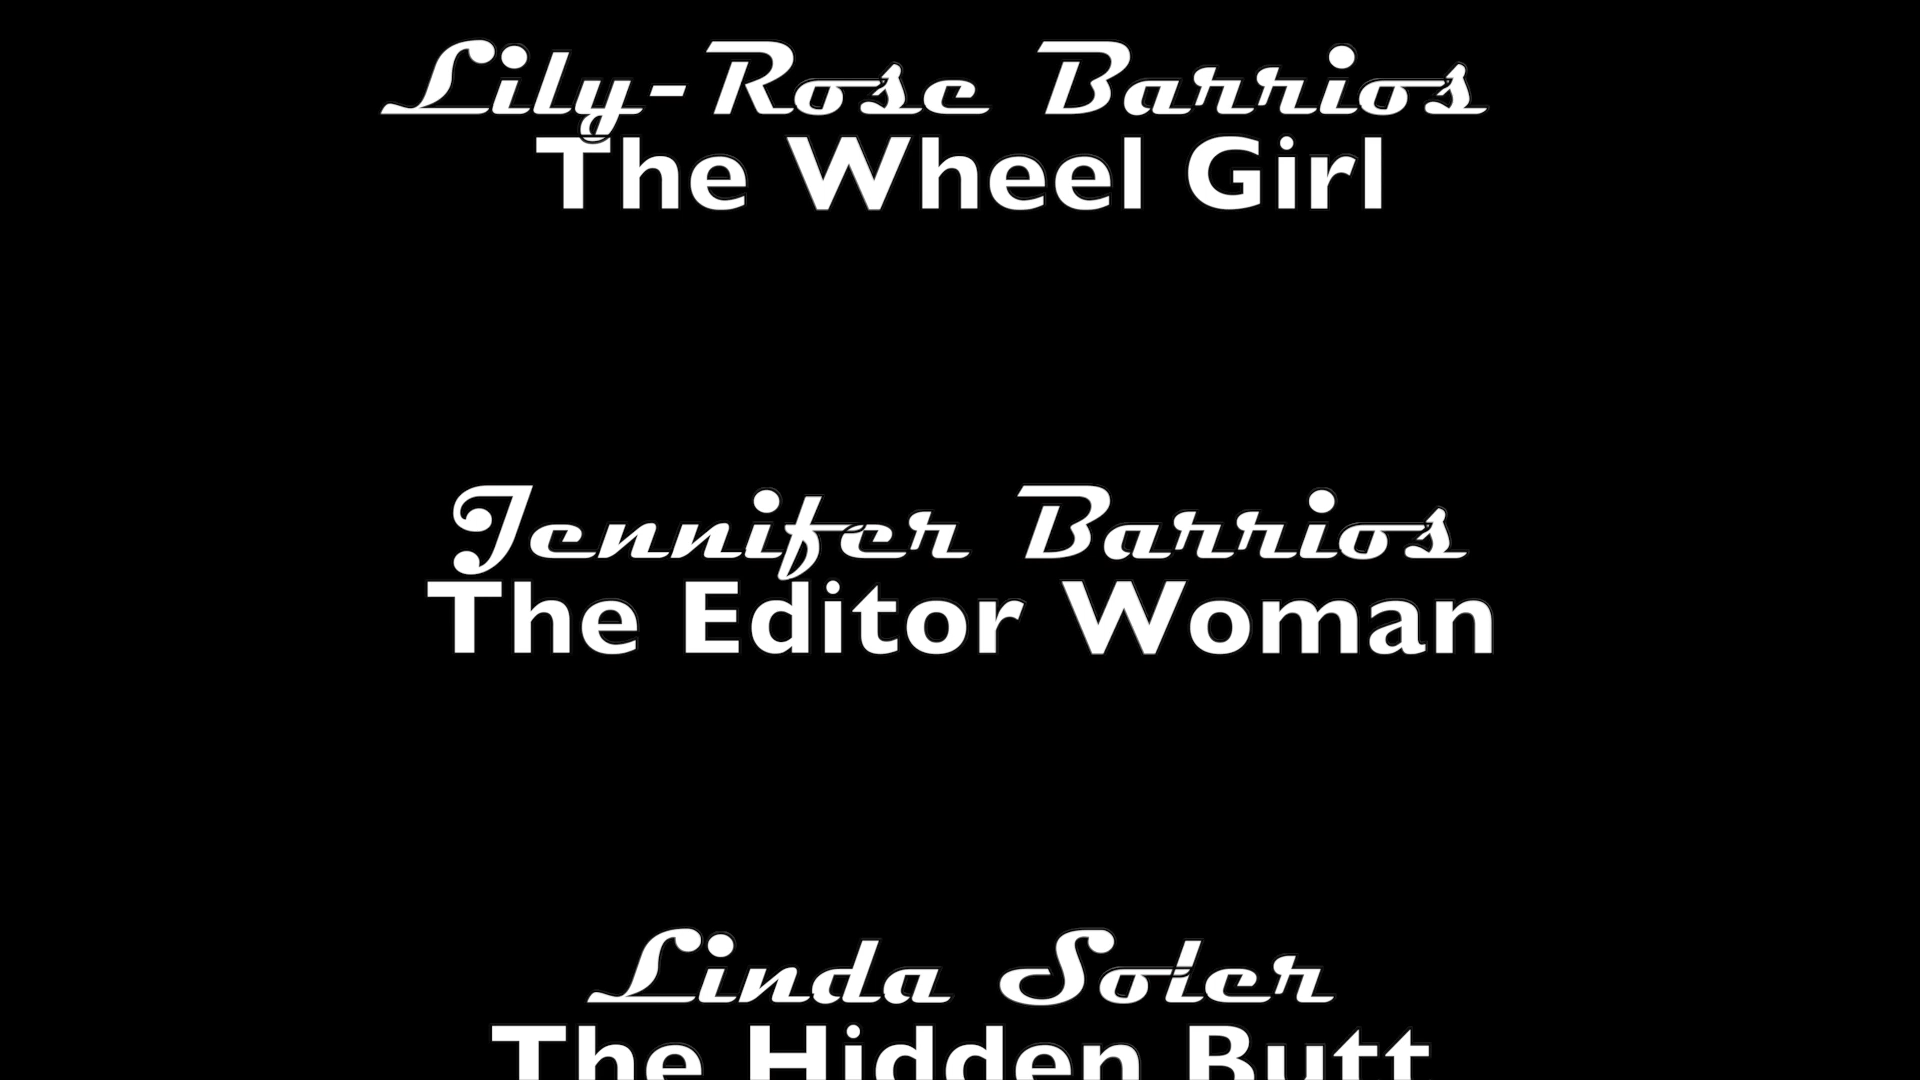 Lily-Rose Barrios
The Wheel Girl
Jennifer Barrios
The Editor Woman
Linda Soler
The Hidden Butt